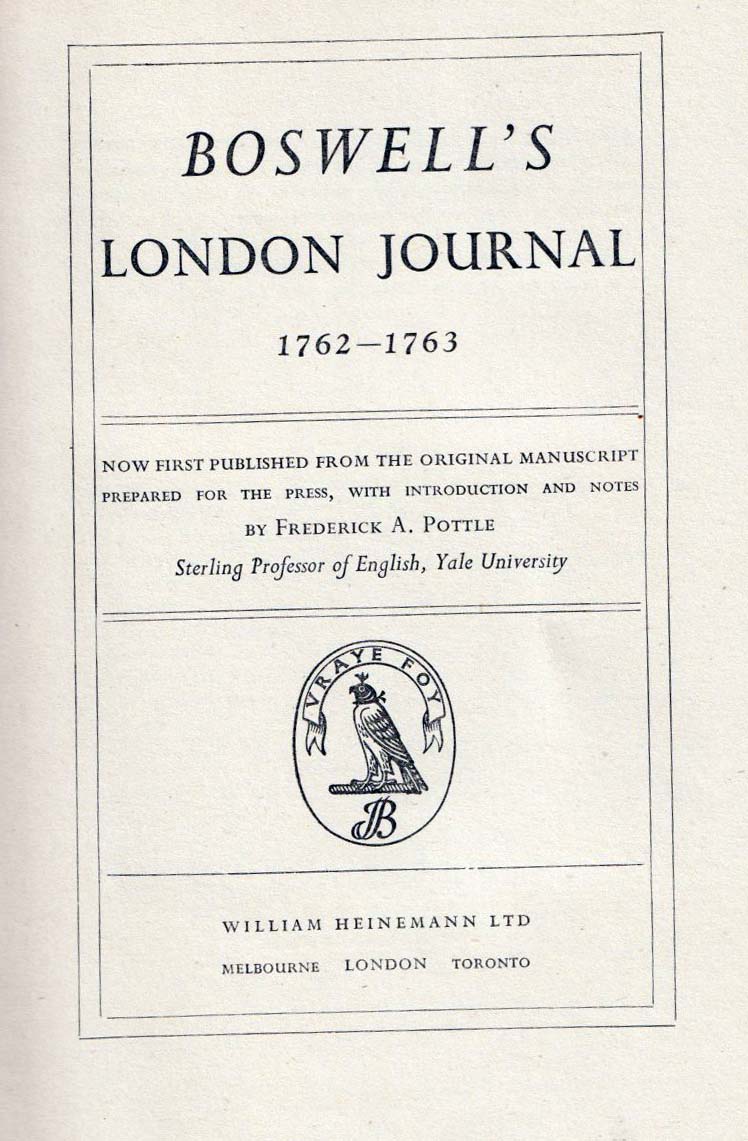 BOSWELL'S
LONDON JOURNAL
1762–1763
NOW FIRST PUBLISHED FROM THE ORIGINAL MANUSCRIPT
PREPARED FOR THE PRESS, WITH INTRODUCTION AND NOTES
BY FREDERICK A. POTTLE
Sterling Professor of English, Yale University
VRAYE FOY
JB
WILLIAM HEINEMANN LTD
MELBOURNE LONDON TORONTO